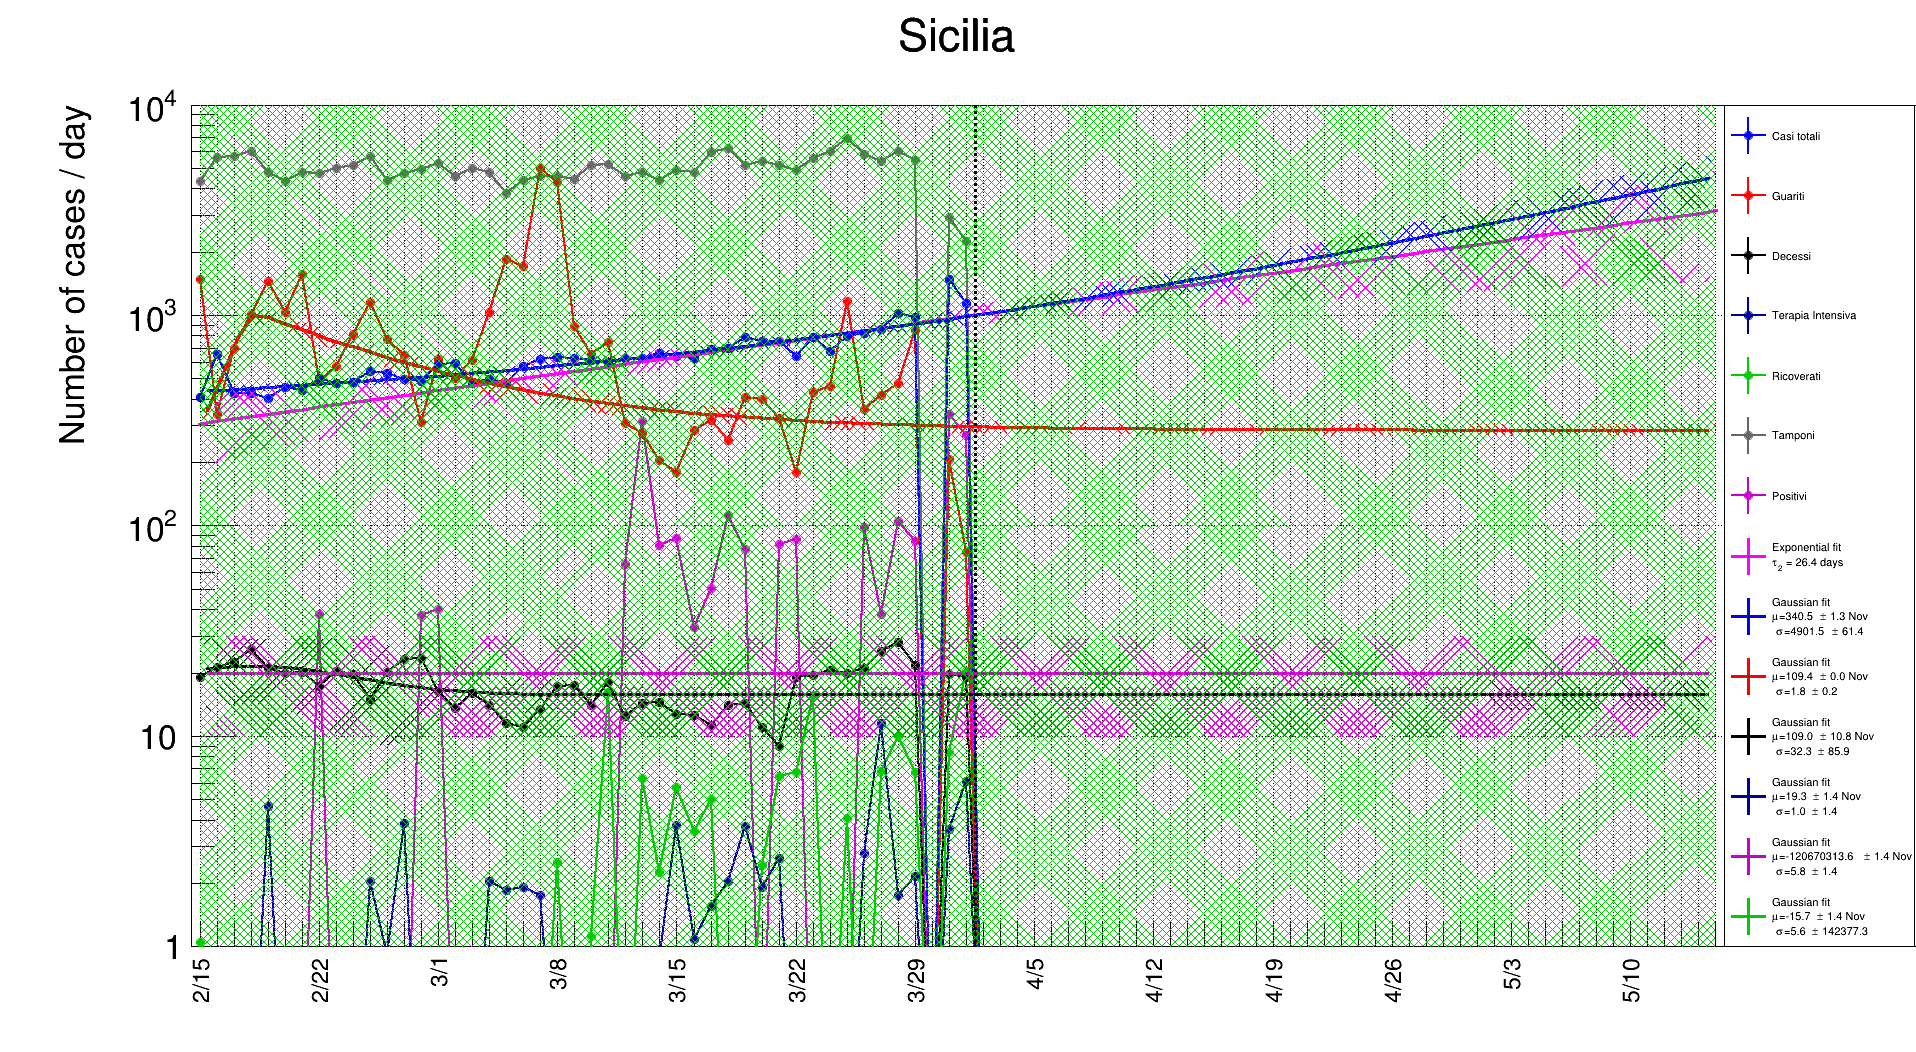 Sicilia
Number of cases / day
10^4
10^3
10^2
10
1
2/15
2/22
3/1
3/8
3/15
3/22
3/29
4/5
4/12
4/19
4/26
5/3
5/10
Casi totali
Guariti
Decessi
Terapia Intensiva
Ricoverati
Tamponi
Positivi
Exponential fit
τ_2 = 26.4 days
Gaussian fit
μ=340.5 ± 1.3 Nov
σ=4901.5 ± 61.4
Gaussian fit
μ=109.4 ± 0.0 Nov
σ=1.8 ± 0.2
Gaussian fit
μ=109.0 ± 10.8 Nov
σ=32.3 ± 85.9
Gaussian fit
μ=19.3 ± 1.4 Nov
σ=1.0 ± 1.4
Gaussian fit
μ=-120670313.6 ± 1.4 Nov
σ=5.8 ± 1.4
Gaussian fit
μ=-15.7 ± 1.4 Nov
σ=5.6 ± 142377.3